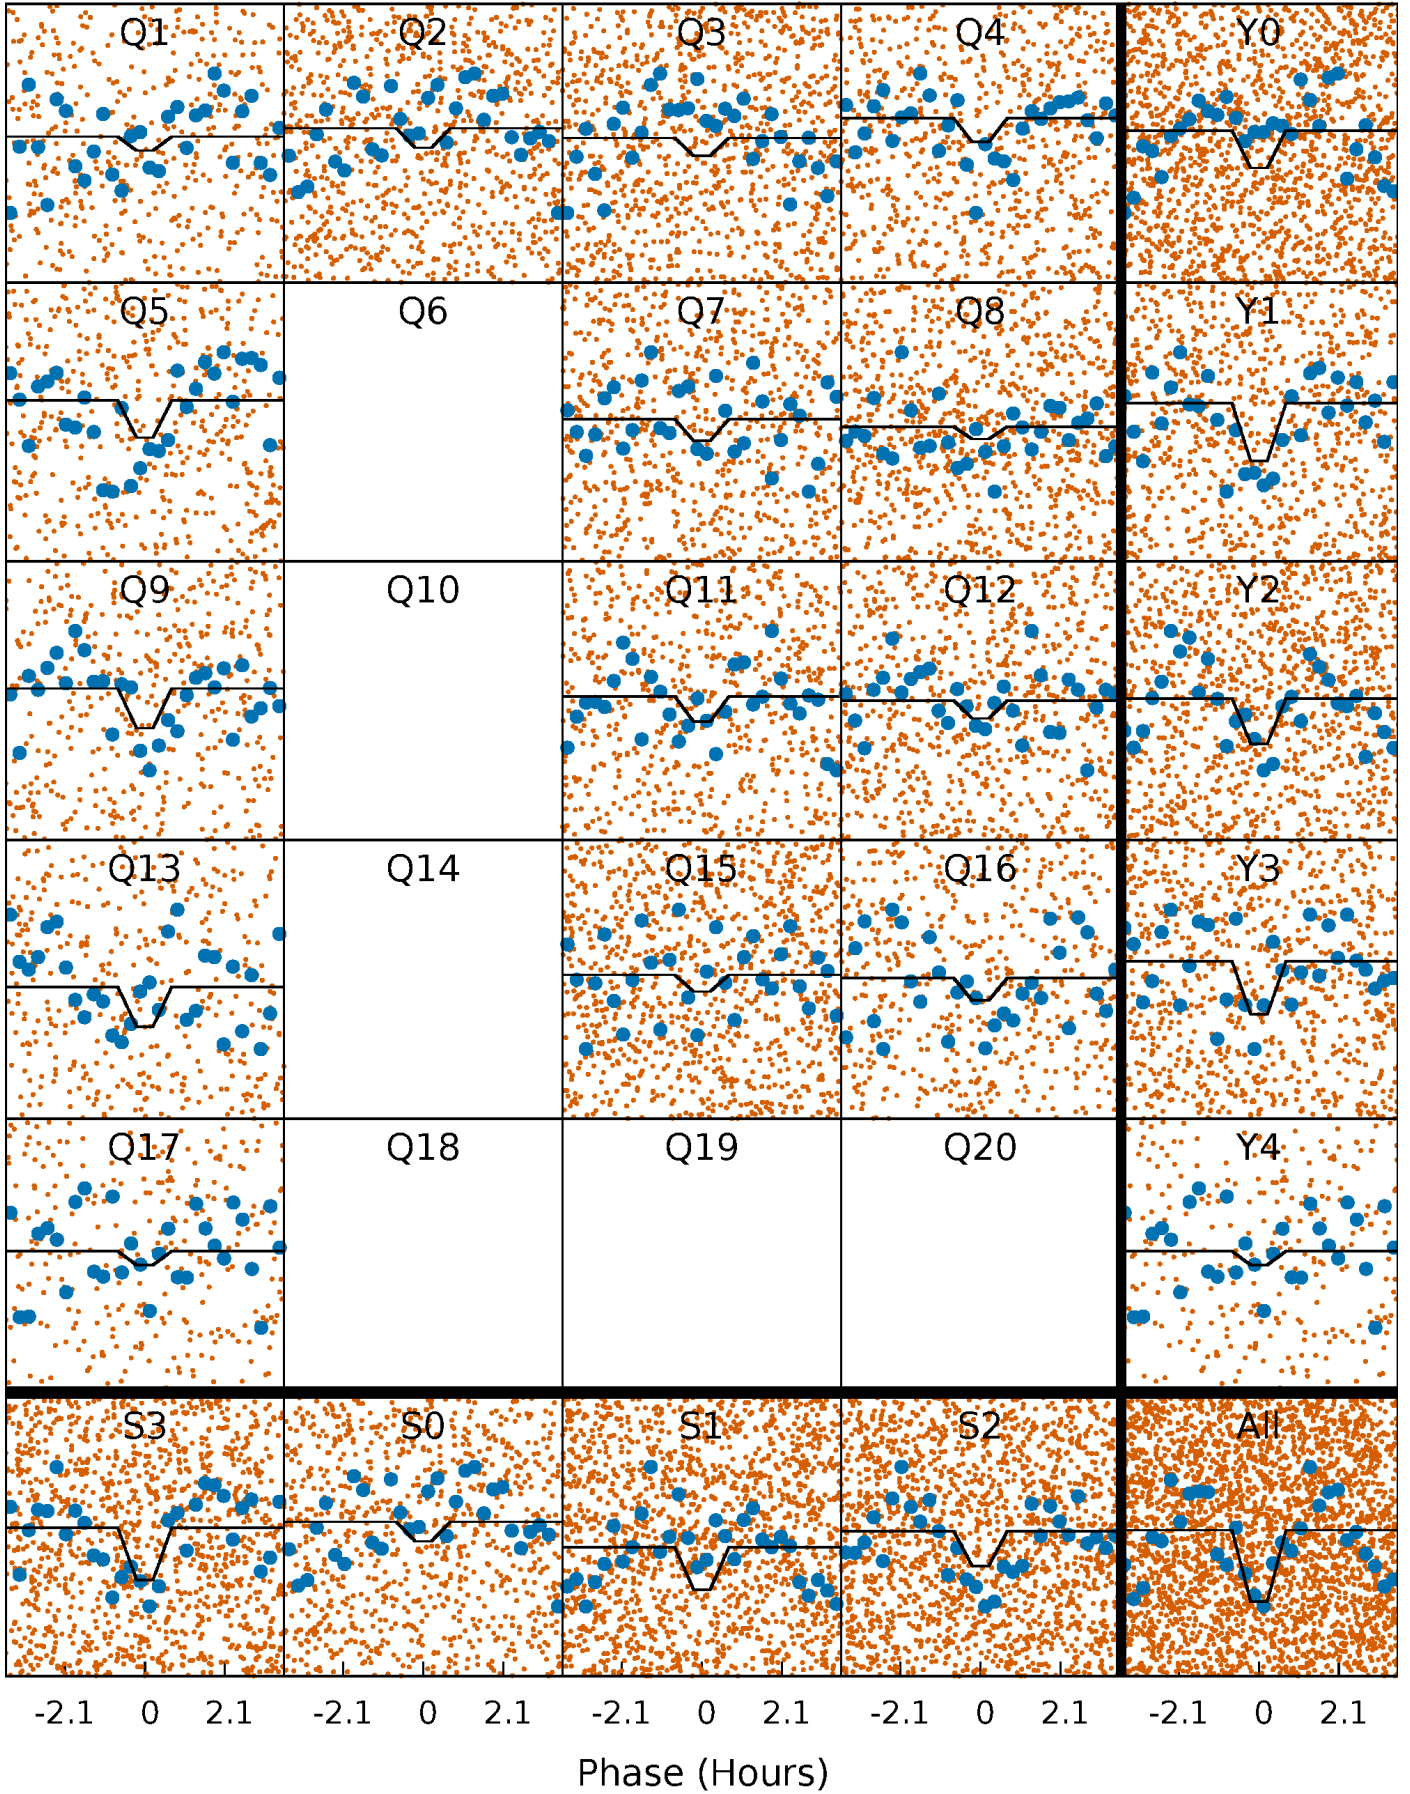 Q1 Q2 Q3 Q4 Y0
Q5 Q6 Q7 Q8 Y1
Q9 Q10 Q11 Q12 Y2
Q13 Q14 Q15 Q16 Y3
Q17 Q18 Q19 Q20 Y4
S3 S0 S1 S2 All
-2.1 0 2.1 -2.1 0 2.1 -2.1 0 2.1 -2.1 0 2.1 -2.1 0 2.1
Phase (Hours)